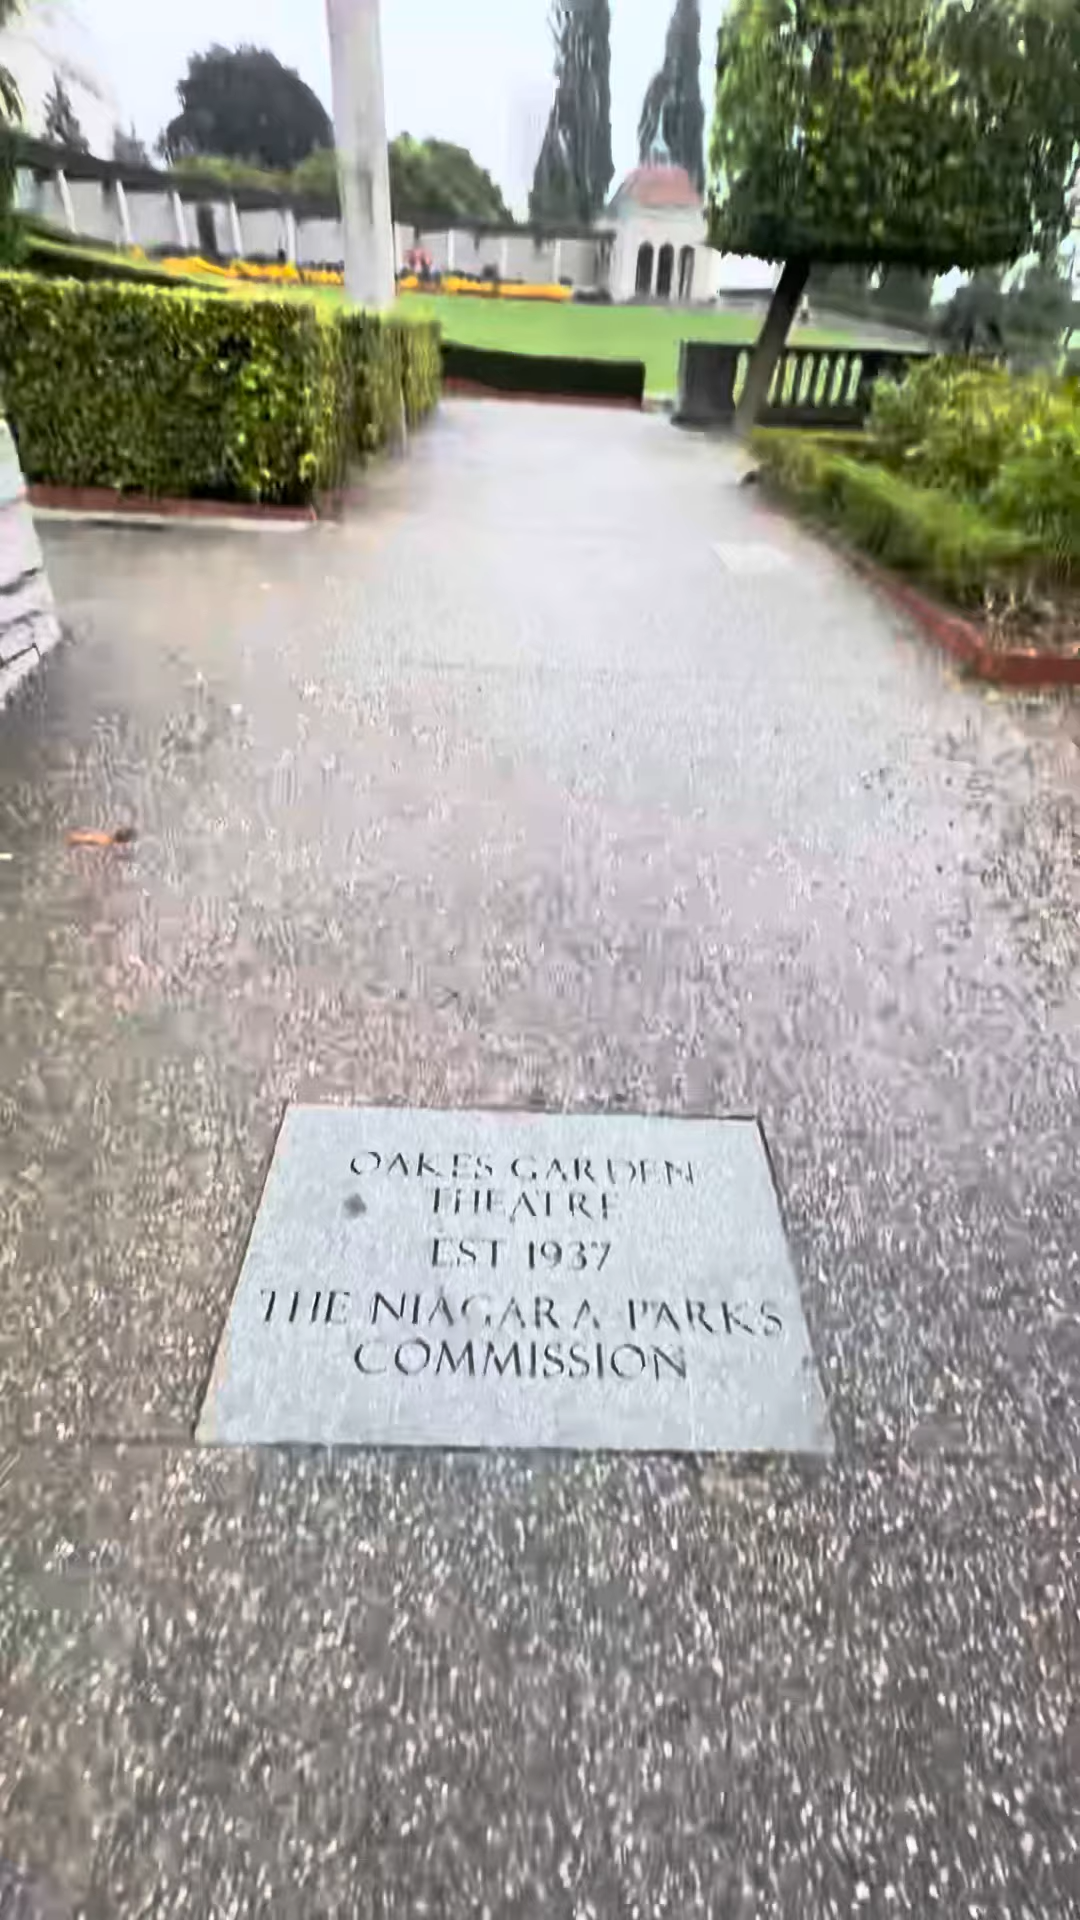 OAKES GARDEN
THEATRE
EST 1937
THE NIAGARA PARKS
COMMISSION